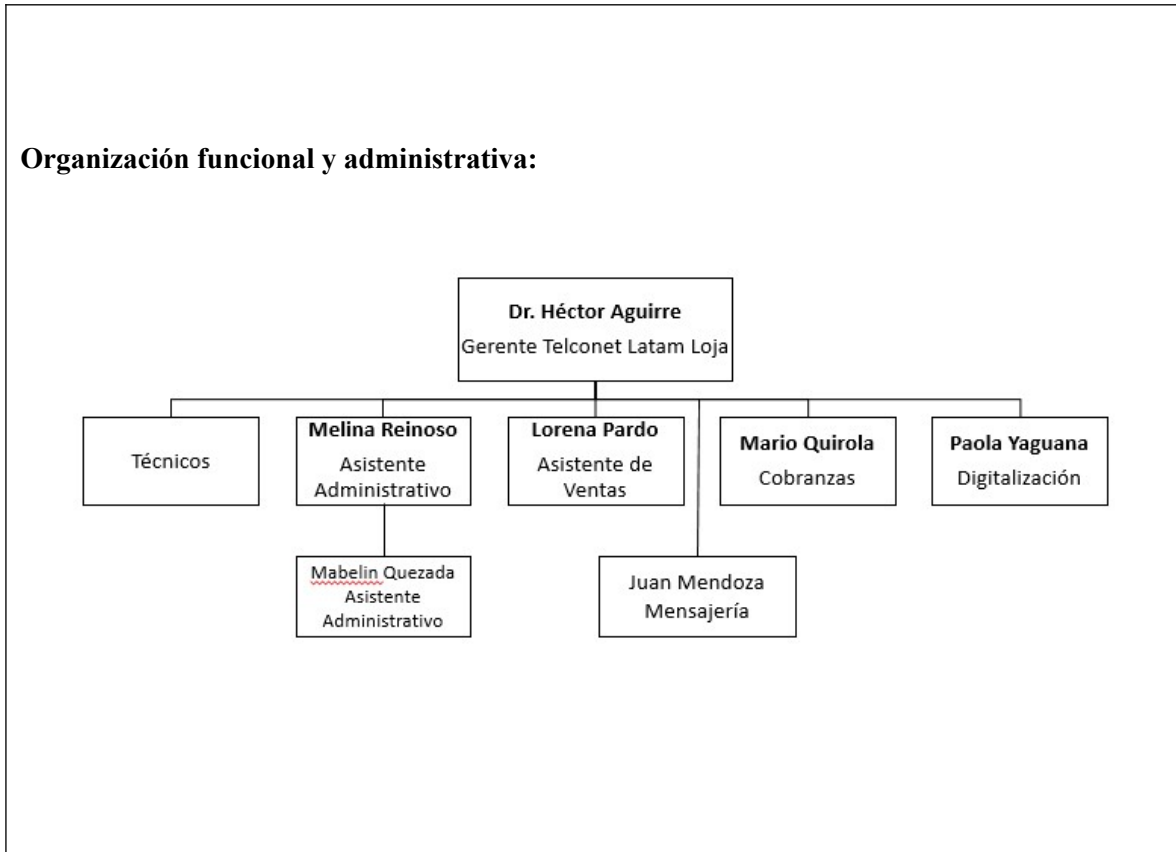 Organización funcional y administrativa:
Dr. Héctor Aguirre
Gerente Telconet Latam Loja
Técnicos
Melina Reinoso
Asistente
Administrativo
Lorena Pardo
Asistente de
Ventas
Mario Quirola
Cobranzas
Paola Yaguana
Digitalización
Mabelin Quezada
Asistente
Administrativo
Juan Mendoza
Mensajería